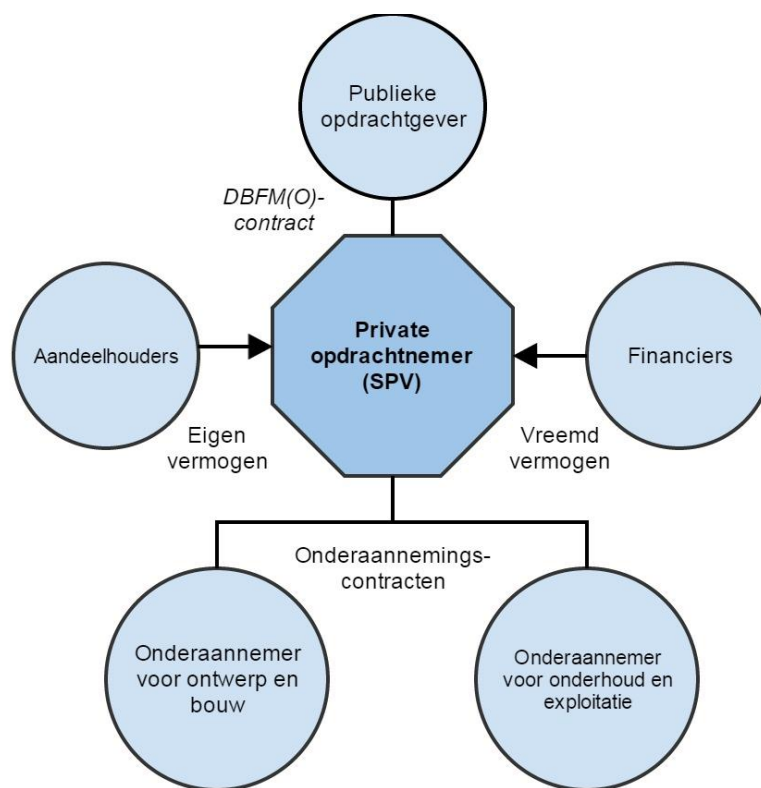 Publieke
opdrachtgever
DBFM(O)-
contract
Aandeelhouders
Private
opdrachtnemer
(SPV)
Financiers
Eigen
vermogen
Vreemd
vermogen
Onderaannemings-
contracten
Onderaannemer
voor ontwerp en
bouw
Onderaannemer
voor onderhoud en
exploitatie